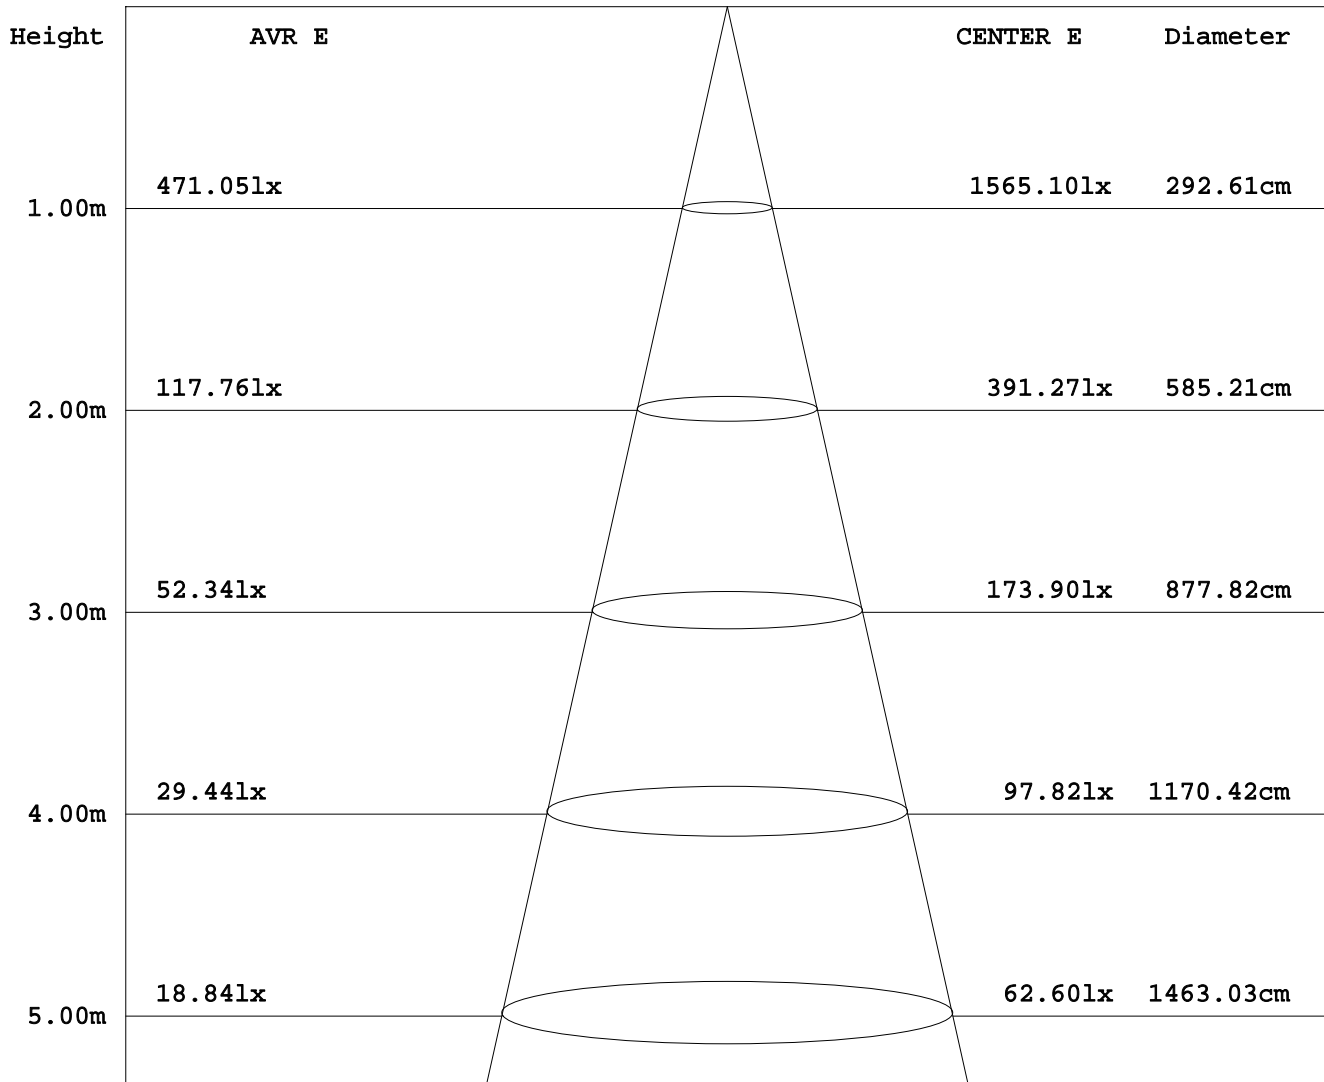 Height AVR E CENTER E Diameter
471.05lx 1565.10lx 292.61cm
1.00m
117.76lx 391.27lx 585.21cm
2.00m
52.34lx 173.90lx 877.82cm
3.00m
29.44lx 97.82lx 1170.42cm
4.00m
18.84lx 62.60lx 1463.03cm
5.00m